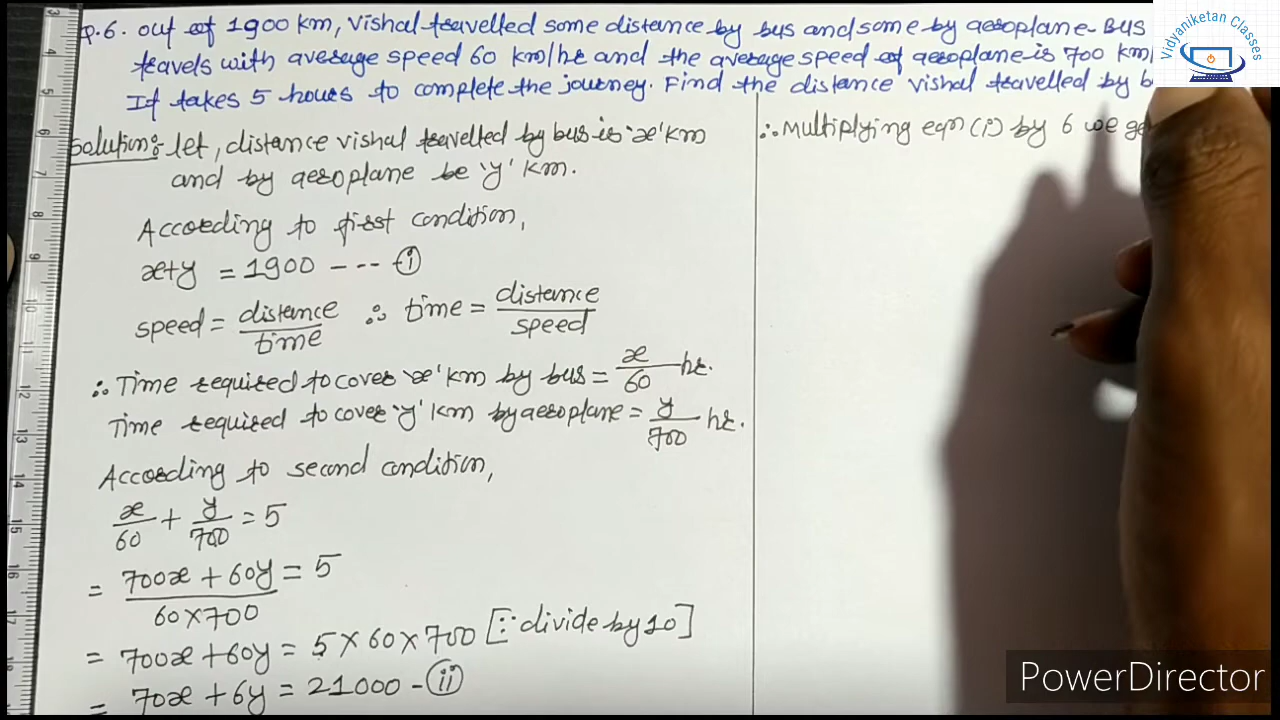 Q.6. Out of 1900 km, Vishal travelled some distance by bus and some by aeroplane. Bus
travels with average speed 60 km/hr and the average speed of aeroplane is 700 km/
It takes 5 hours to complete the journey. Find the distance vishal travelled by b
Solution:- let, distance vishal travelled by bus is 'x' km
and by aeroplane be 'y' km.
According to first condition,
x+y = 1900 ---- (i)
speed = distance/time ∴ time = distance/speed
∴ Time required to cover 'x' km by bus = x/60 hr.
Time required to cover 'y' km by aeroplane = y/700 hr.
According to second condition,
x/60 + y/700 = 5
= 700x + 60y/60×700 = 5
= 700x + 60y = 5 × 60 × 700 [∵ divide by 10]
= 70x + 6y = 21000 - (ii)
∴ Multiplying eqn (i) by 6 we ge
Vidyaniketan Classes
PowerDirector